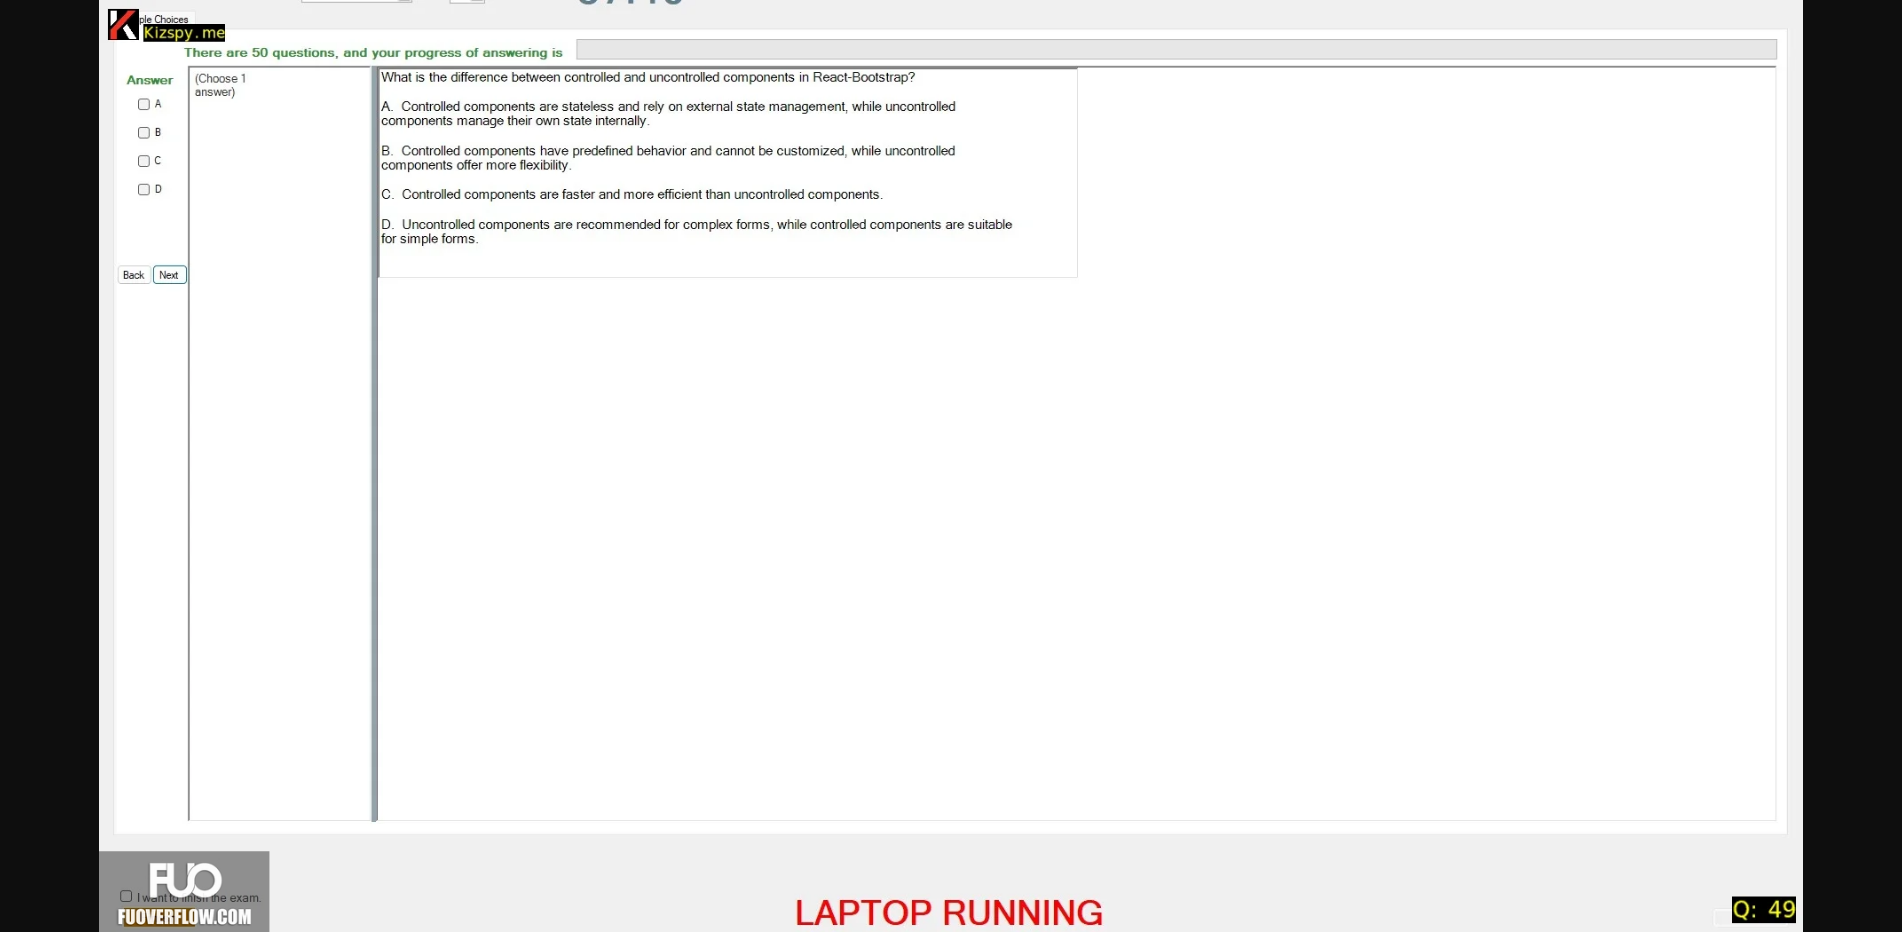 ple Choices
Kizspy.me
There are 50 questions, and your progress of answering is
Answer
(Choose 1
answer)
A
B
C
D
Back
Next
What is the difference between controlled and uncontrolled components in React-Bootstrap?
A. Controlled components are stateless and rely on external state management, while uncontrolled
components manage their own state internally.
B. Controlled components have predefined behavior and cannot be customized, while uncontrolled
components offer more flexibility.
C. Controlled components are faster and more efficient than uncontrolled components.
D. Uncontrolled components are recommended for complex forms, while controlled components are suitable
for simple forms.
FUO
I want to finish the exam.
FUOVERFLOW.COM
LAPTOP RUNNING
Q: 49